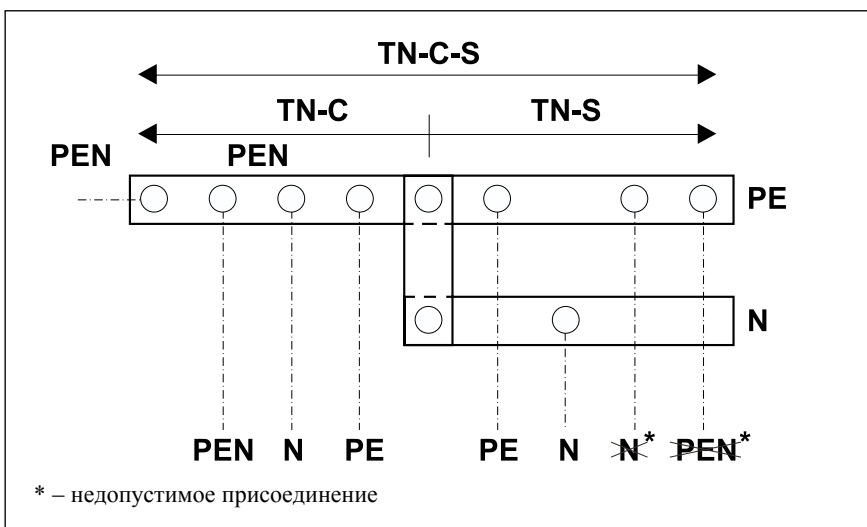 TN-C-S
TN-C TN-S
PEN PEN
PE
N
PEN N PE PE N N* PEN*
* – недопустимое присоединение